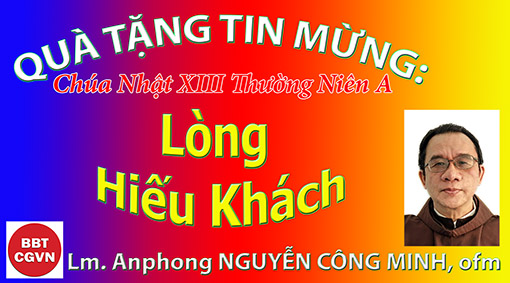 QUÀ TẶNG TIN MỪNG:
Chúa Nhật XIII Thường Niên A
Lòng
Hiếu Khách
BBT
CGVN
Lm. Anphong NGUYỄN CÔNG MINH, ofm